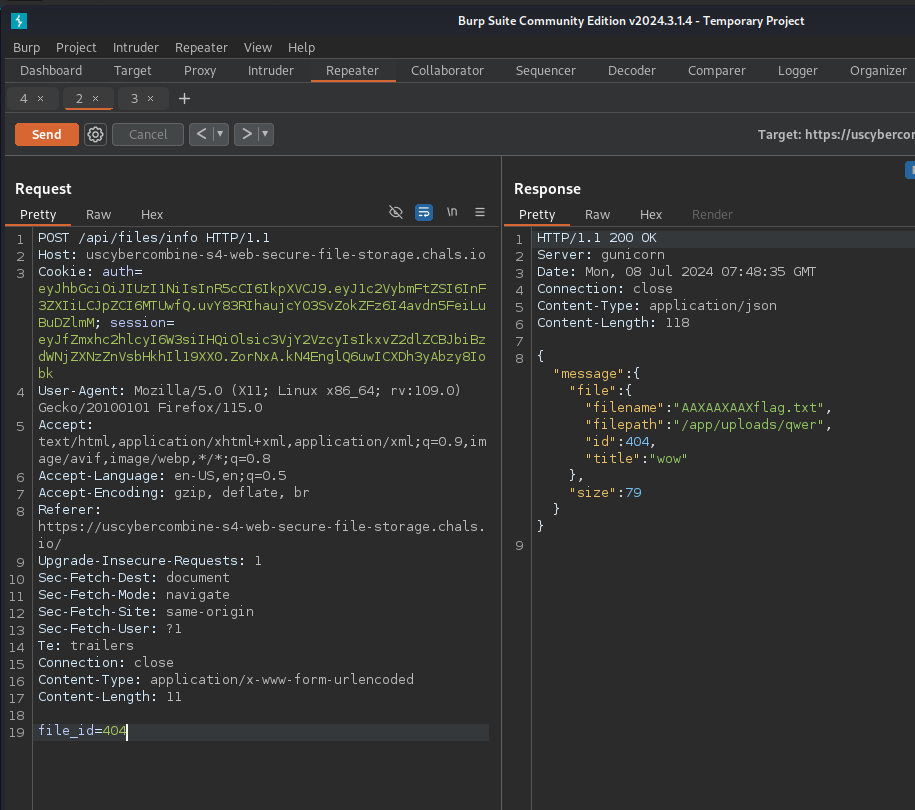 Burp Suite Community Edition v2024.3.1.4 - Temporary Project
Burp Project Intruder Repeater View Help
Dashboard Target Proxy Intruder Repeater Collaborator Sequencer Decoder Comparer Logger Organizer
4 × 2 × 3 × +
Send Cancel < ▾ > ▾ Target: https://uscybercor
Request
Pretty Raw Hex \n ≡
1 POST /api/files/info HTTP/1.1
2 Host: uscybercombine-s4-web-secure-file-storage.chals.io
3 Cookie: auth=
eyJhbGciOiJIUzI1NiIsInR5cCI6IkpXVCJ9.eyJ1c2VybmFtZSI6InF
3ZXIiLCJpZCI6MTUwfQ.uvY83RIhaujcY03SvZokZFz6I4avdn5FeiLu
BuDZlmM; session=
eyJfZmxhc2hlcyI6W3siIHQiOlsic3VjY2VzcyIsIkxvZ2dlZCBJbiBz
dWNjZXNzZnVsbHkhIl19XX0.ZorNxA.kN4EnglQ6uwICXDh3yAbzy8Io
bk
4 User-Agent: Mozilla/5.0 (X11; Linux x86_64; rv:109.0)
Gecko/20100101 Firefox/115.0
5 Accept:
text/html,application/xhtml+xml,application/xml;q=0.9,im
age/avif,image/webp,*/*;q=0.8
6 Accept-Language: en-US,en;q=0.5
7 Accept-Encoding: gzip, deflate, br
8 Referer:
https://uscybercombine-s4-web-secure-file-storage.chals.
io/
9 Upgrade-Insecure-Requests: 1
10 Sec-Fetch-Dest: document
11 Sec-Fetch-Mode: navigate
12 Sec-Fetch-Site: same-origin
13 Sec-Fetch-User: ?1
14 Te: trailers
15 Connection: close
16 Content-Type: application/x-www-form-urlencoded
17 Content-Length: 11
18
19 file_id=404
Response
Pretty Raw Hex Render
1 HTTP/1.1 200 OK
2 Server: gunicorn
3 Date: Mon, 08 Jul 2024 07:48:35 GMT
4 Connection: close
5 Content-Type: application/json
6 Content-Length: 118
7
8 {
"message":{
"file":{
"filename":"AAXAAXAAXflag.txt",
"filepath":"/app/uploads/qwer",
"id":404,
"title":"wow"
},
"size":79
}
}
9